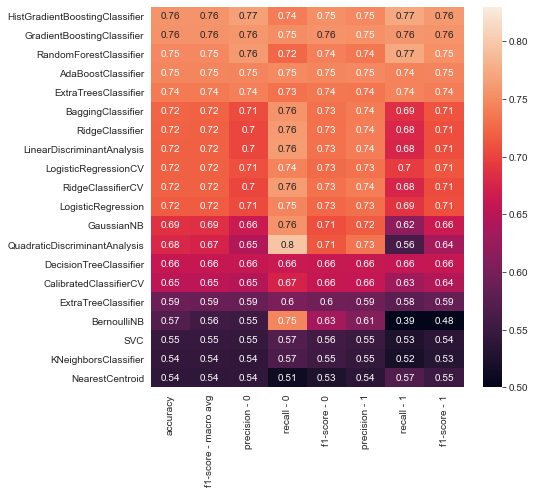 HistGradientBoostingClassifier 0.76 0.76 0.77 0.74 0.75 0.75 0.77 0.76
GradientBoostingClassifier 0.76 0.76 0.76 0.75 0.76 0.75 0.76 0.76
RandomForestClassifier 0.75 0.75 0.76 0.72 0.74 0.74 0.77 0.75
AdaBoostClassifier 0.75 0.75 0.75 0.75 0.75 0.75 0.74 0.75
ExtraTreesClassifier 0.74 0.74 0.74 0.73 0.74 0.74 0.74 0.74
BaggingClassifier 0.72 0.72 0.71 0.76 0.73 0.74 0.69 0.71
RidgeClassifier 0.72 0.72 0.7 0.76 0.73 0.74 0.68 0.71
LinearDiscriminantAnalysis 0.72 0.72 0.7 0.76 0.73 0.74 0.68 0.71
LogisticRegressionCV 0.72 0.72 0.71 0.74 0.73 0.73 0.7 0.71
RidgeClassifierCV 0.72 0.72 0.7 0.76 0.73 0.74 0.68 0.71
LogisticRegression 0.72 0.72 0.71 0.75 0.73 0.73 0.69 0.71
GaussianNB 0.69 0.69 0.66 0.76 0.71 0.72 0.62 0.66
QuadraticDiscriminantAnalysis 0.68 0.67 0.65 0.8 0.71 0.73 0.56 0.64
DecisionTreeClassifier 0.66 0.66 0.66 0.66 0.66 0.66 0.66 0.66
CalibratedClassifierCV 0.65 0.65 0.65 0.67 0.66 0.66 0.63 0.64
ExtraTreeClassifier 0.59 0.59 0.59 0.6 0.6 0.59 0.58 0.59
BernoulliNB 0.57 0.56 0.55 0.75 0.63 0.61 0.39 0.48
SVC 0.55 0.55 0.55 0.57 0.56 0.55 0.53 0.54
KNeighborsClassifier 0.54 0.54 0.54 0.57 0.55 0.55 0.52 0.53
NearestCentroid 0.54 0.54 0.54 0.51 0.53 0.54 0.57 0.55
accuracy
f1-score - macro avg
precision - 0
recall - 0
f1-score - 0
precision - 1
recall - 1
f1-score - 1
0.80
0.75
0.70
0.65
0.60
0.55
0.50